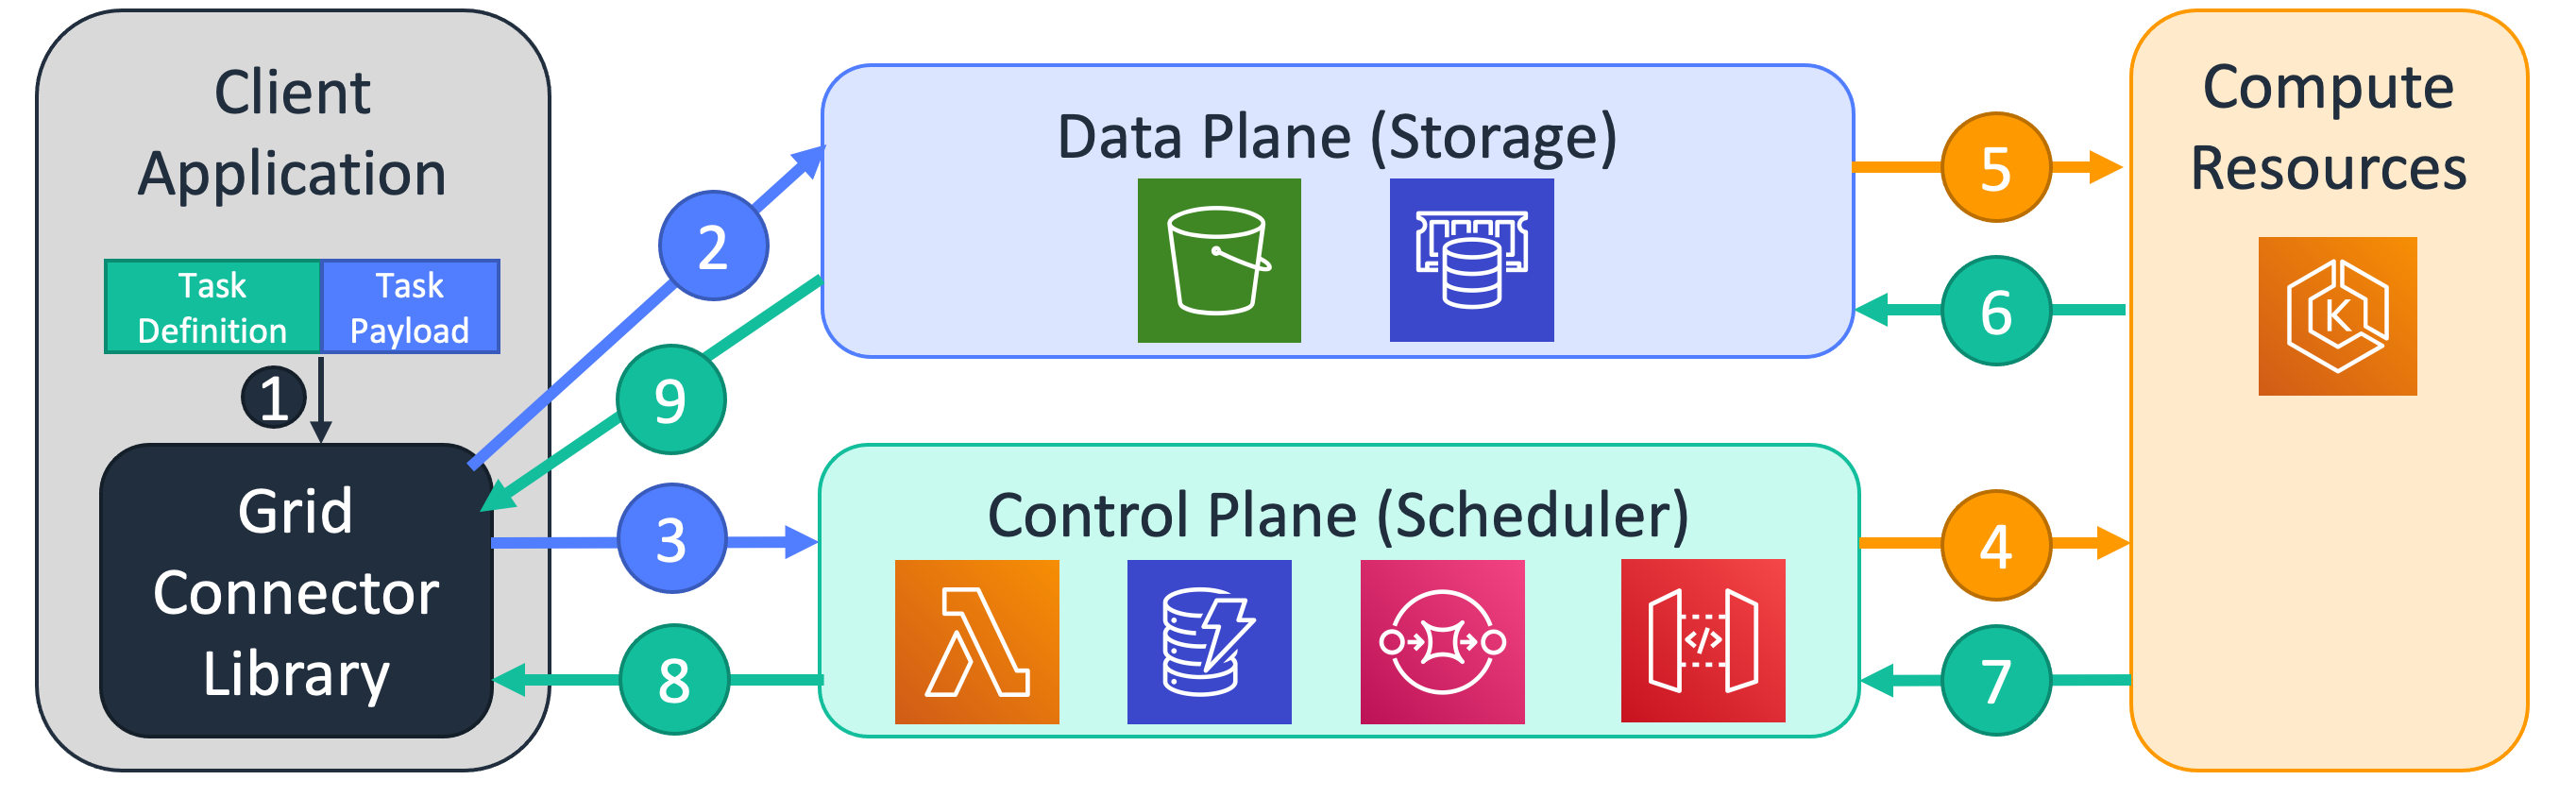 Client
Application
Task
Definition
Task
Payload
1
Grid
Connector
Library
2
9
3
8
Data Plane (Storage)
Control Plane (Scheduler)
</>
5
6
4
7
Compute
Resources
K